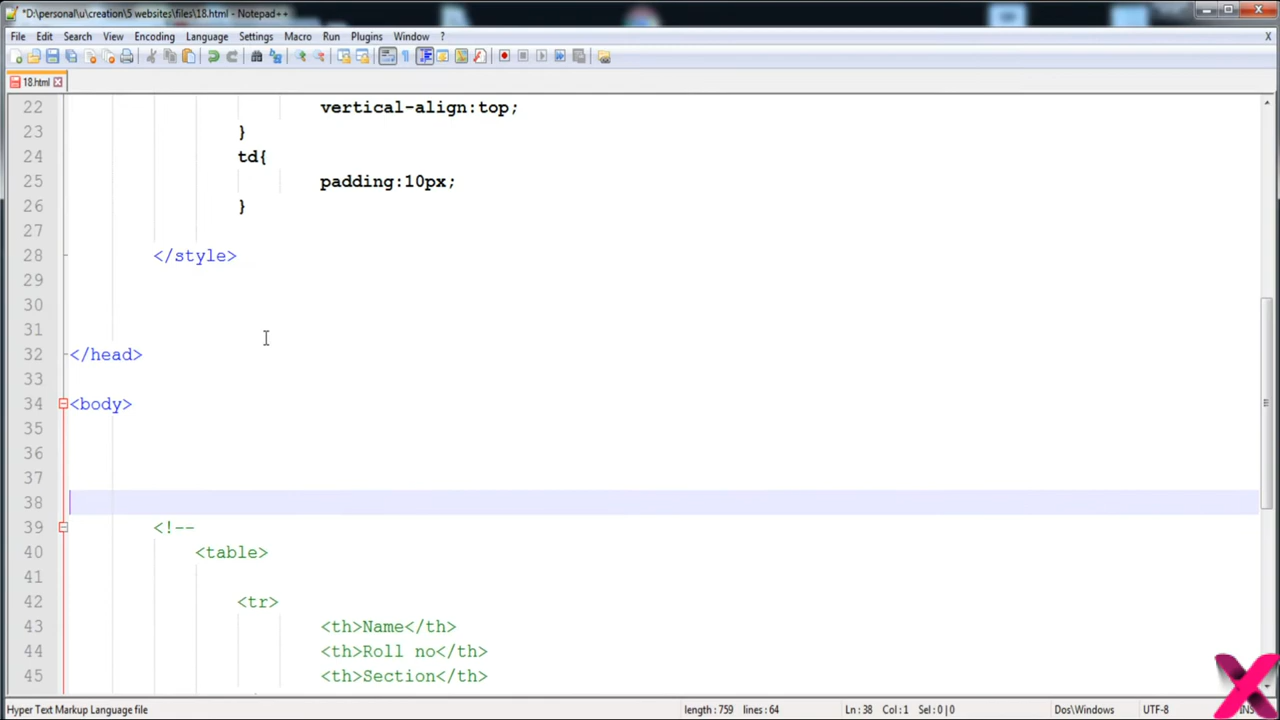 *D:\personal\u\creation\5 websites\files\18.html - Notepad++
File Edit Search View Encoding Language Settings Macro Run Plugins Window ? X
18.html
22 vertical-align:top;
23 }
24 td{
25 padding:10px;
26 }
27
28 </style>
29
30
31
32 </head>
33
34 <body>
35
36
37
38
39 <!--
40 <table>
41
42 <tr>
43 <th>Name</th>
44 <th>Roll no</th>
45 <th>Section</th>
Hyper Text Markup Language file length : 759 lines : 64 Ln : 38 Col : 1 Sel : 0 | 0 Dos\Windows UTF-8